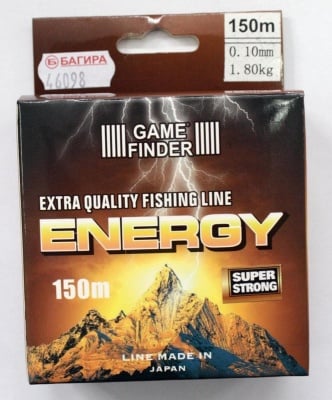 Б БАГИРА
46098
150m
0.10mm
1.80kg
GAME
FINDER
EXTRA QUALITY FISHING LINE
ENERGY
150m
SUPER
STRONG
LINE MADE IN
JAPAN